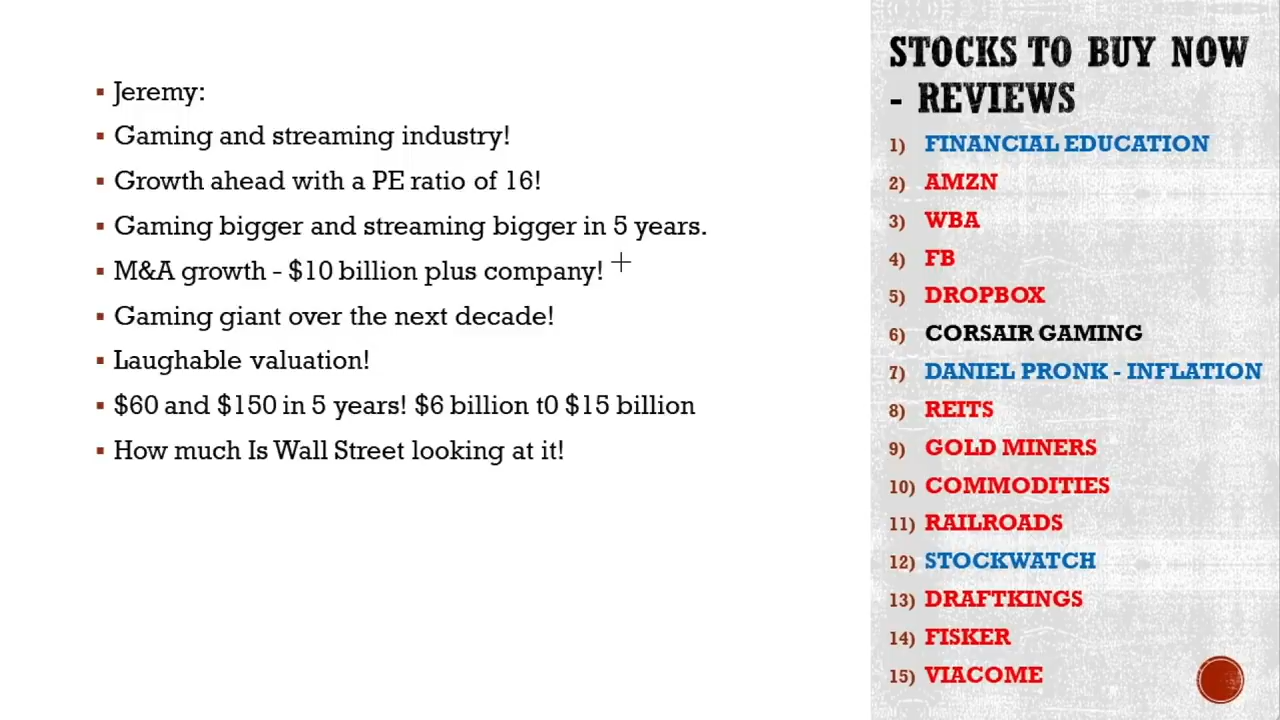 Jeremy:
Gaming and streaming industry!
Growth ahead with a PE ratio of 16!
Gaming bigger and streaming bigger in 5 years.
M&A growth - $10 billion plus company!
Gaming giant over the next decade!
Laughable valuation!
$60 and $150 in 5 years! $6 billion t0 $15 billion
How much Is Wall Street looking at it!
STOCKS TO BUY NOW
- REVIEWS
1) FINANCIAL EDUCATION
2) AMZN
3) WBA
4) FB
5) DROPBOX
6) CORSAIR GAMING
7) DANIEL PRONK - INFLATION
8) REITS
9) GOLD MINERS
10) COMMODITIES
11) RAILROADS
12) STOCKWATCH
13) DRAFTKINGS
14) FISKER
15) VIACOME